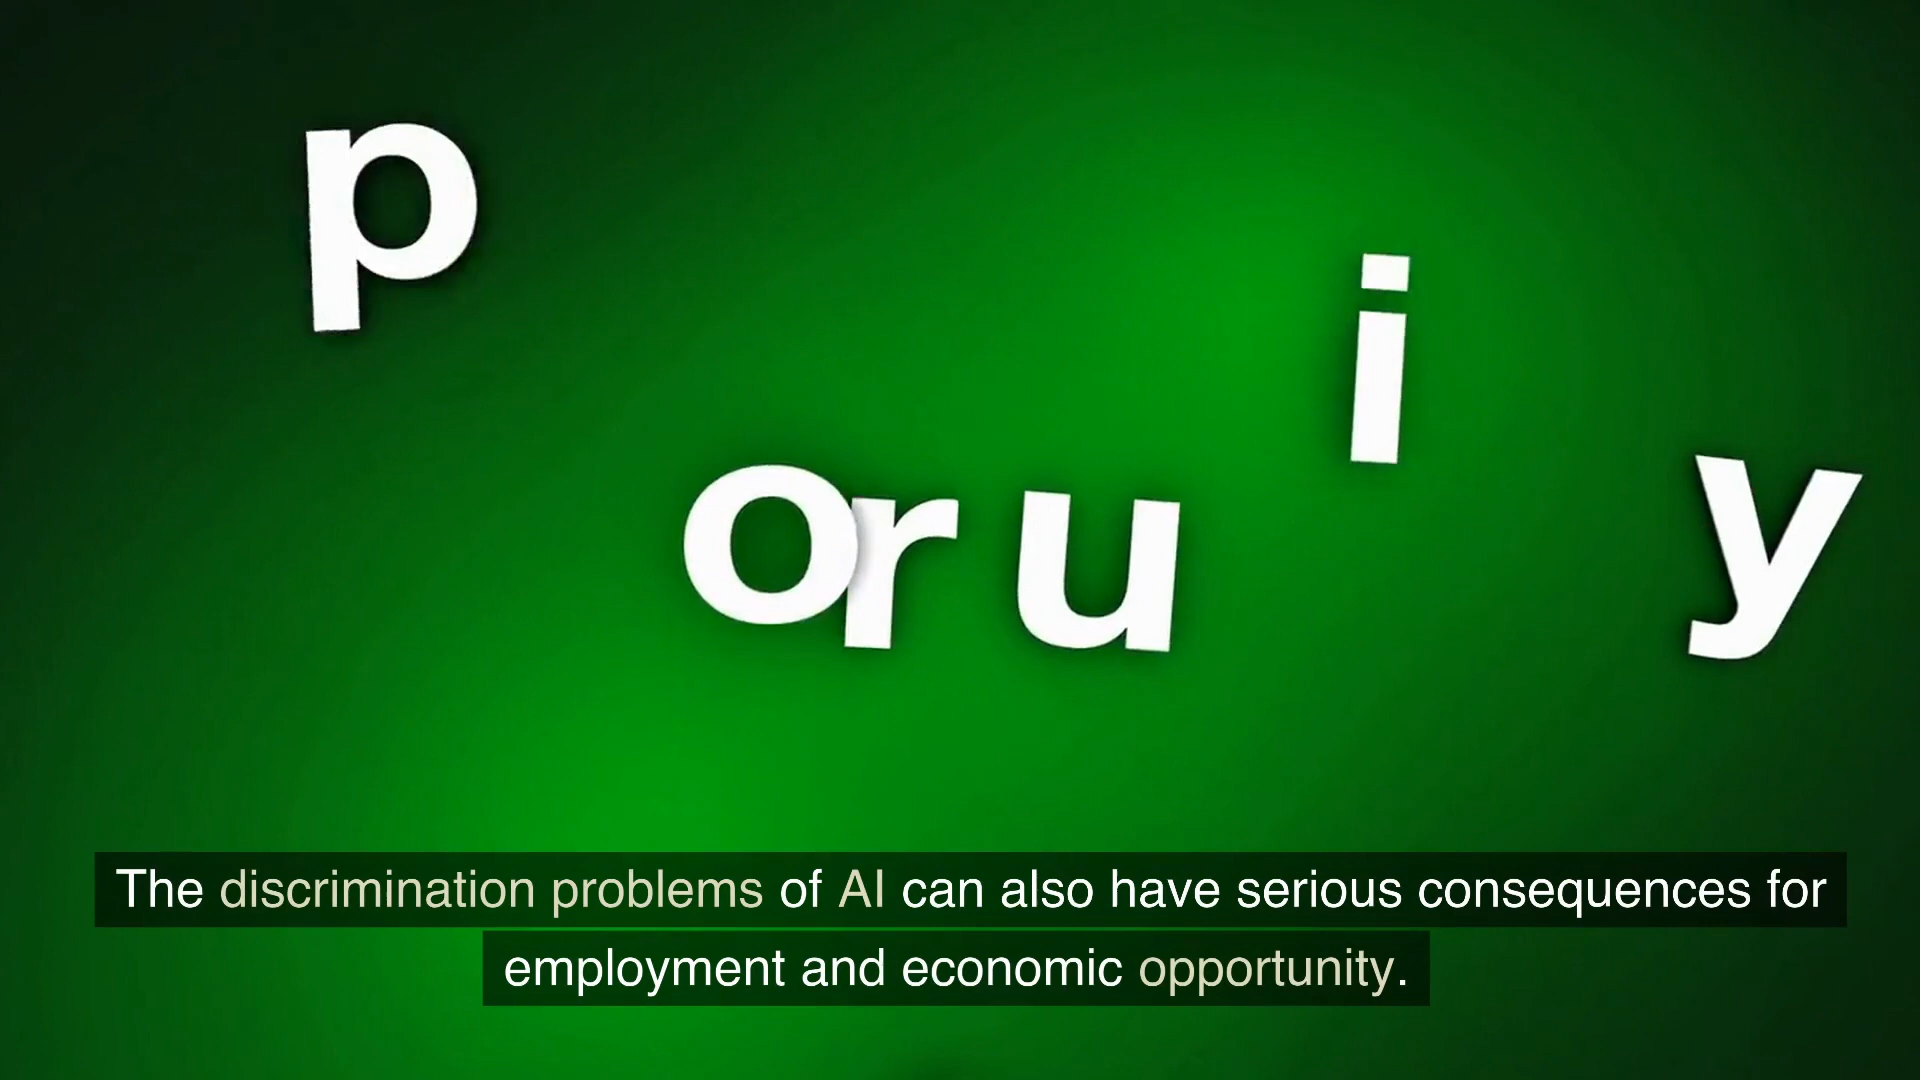 p
i
y
oru
The discrimination problems of AI can also have serious consequences for
employment and economic opportunity.